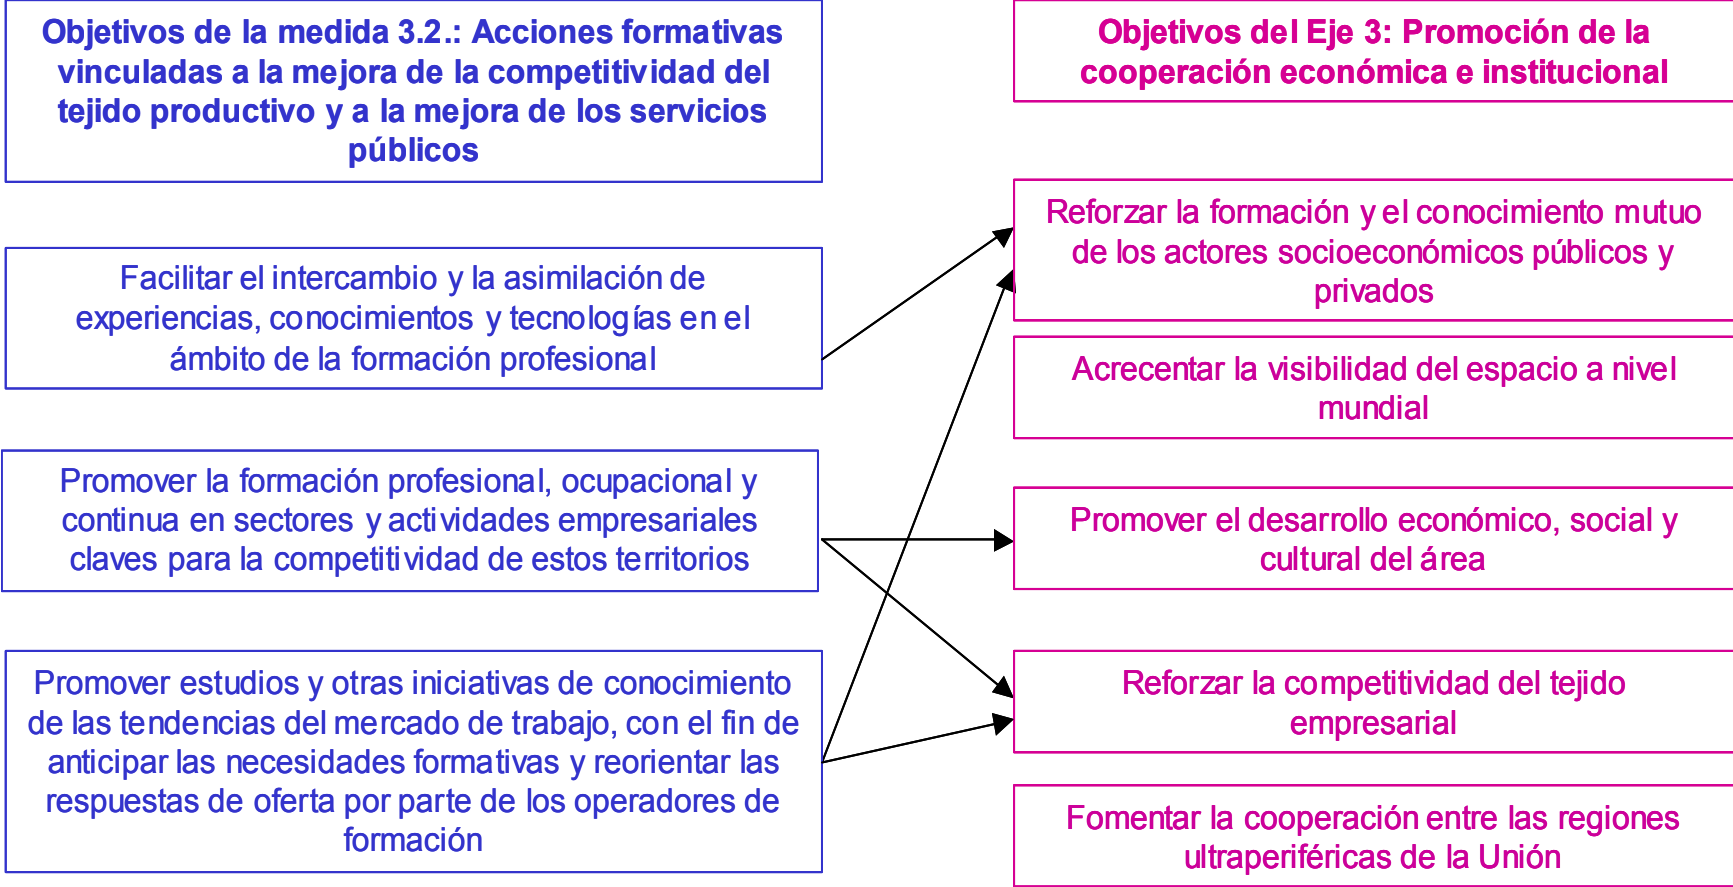 Objetivos de la medida 3.2.: Acciones formativas
vinculadas a la mejora de la competitividad del
tejido productivo y a la mejora de los servicios
públicos
Facilitar el intercambio y la asimilación de
experiencias, conocimientos y tecnologías en el
ámbito de la formación profesional
Promover la formación profesional, ocupacional y
continua en sectores y actividades empresariales
claves para la competitividad de estos territorios
Promover estudios y otras iniciativas de conocimiento
de las tendencias del mercado de trabajo, con el fin de
anticipar las necesidades formativas y reorientar las
respuestas de oferta por parte de los operadores de
formación
Objetivos del Eje 3: Promoción de la
cooperación económica e institucional
Reforzar la formación y el conocimiento mutuo
de los actores socioeconómicos públicos y
privados
Acrecentar la visibilidad del espacio a nivel
mundial
Promover el desarrollo económico, social y
cultural del área
Reforzar la competitividad del tejido
empresarial
Fomentar la cooperación entre las regiones
ultraperiféricas de la Unión